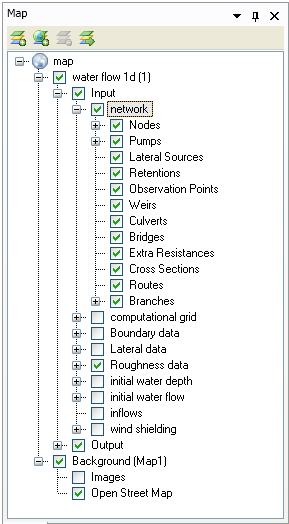 Map
map
water flow 1d (1)
Input
network
Nodes
Pumps
Lateral Sources
Retentions
Observation Points
Weirs
Culverts
Bridges
Extra Resistances
Cross Sections
Routes
Branches
computational grid
Boundary data
Lateral data
Roughness data
initial water depth
initial water flow
inflows
wind shielding
Output
Background (Map1)
Images
Open Street Map